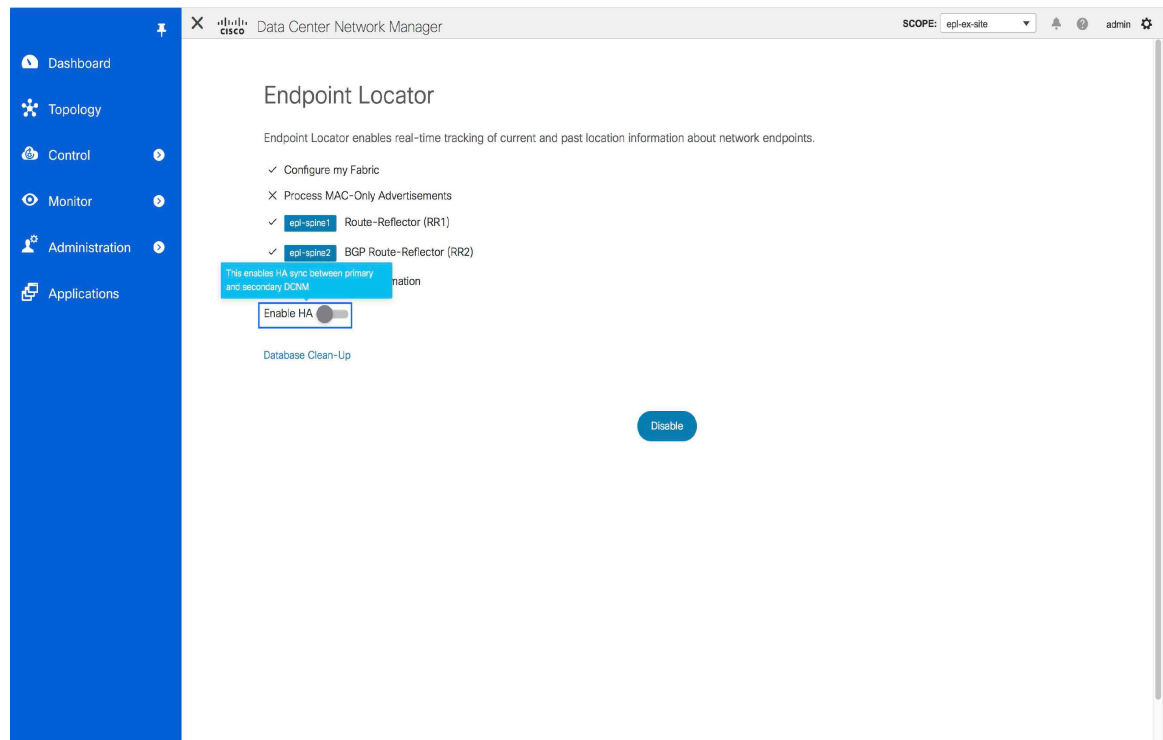 cisco Data Center Network Manager
SCOPE: epl-ex-site
admin
Dashboard
Topology
Control
Monitor
Administration
Applications
Endpoint Locator
Endpoint Locator enables real-time tracking of current and past location information about network endpoints.
Configure my Fabric
Process MAC-Only Advertisements
epl-spine1 Route-Reflector (RR1)
epl-spine2 BGP Route-Reflector (RR2)
This enables HA sync between primary
and secondary DCNM
mation
Enable HA
Database Clean-Up
Disable